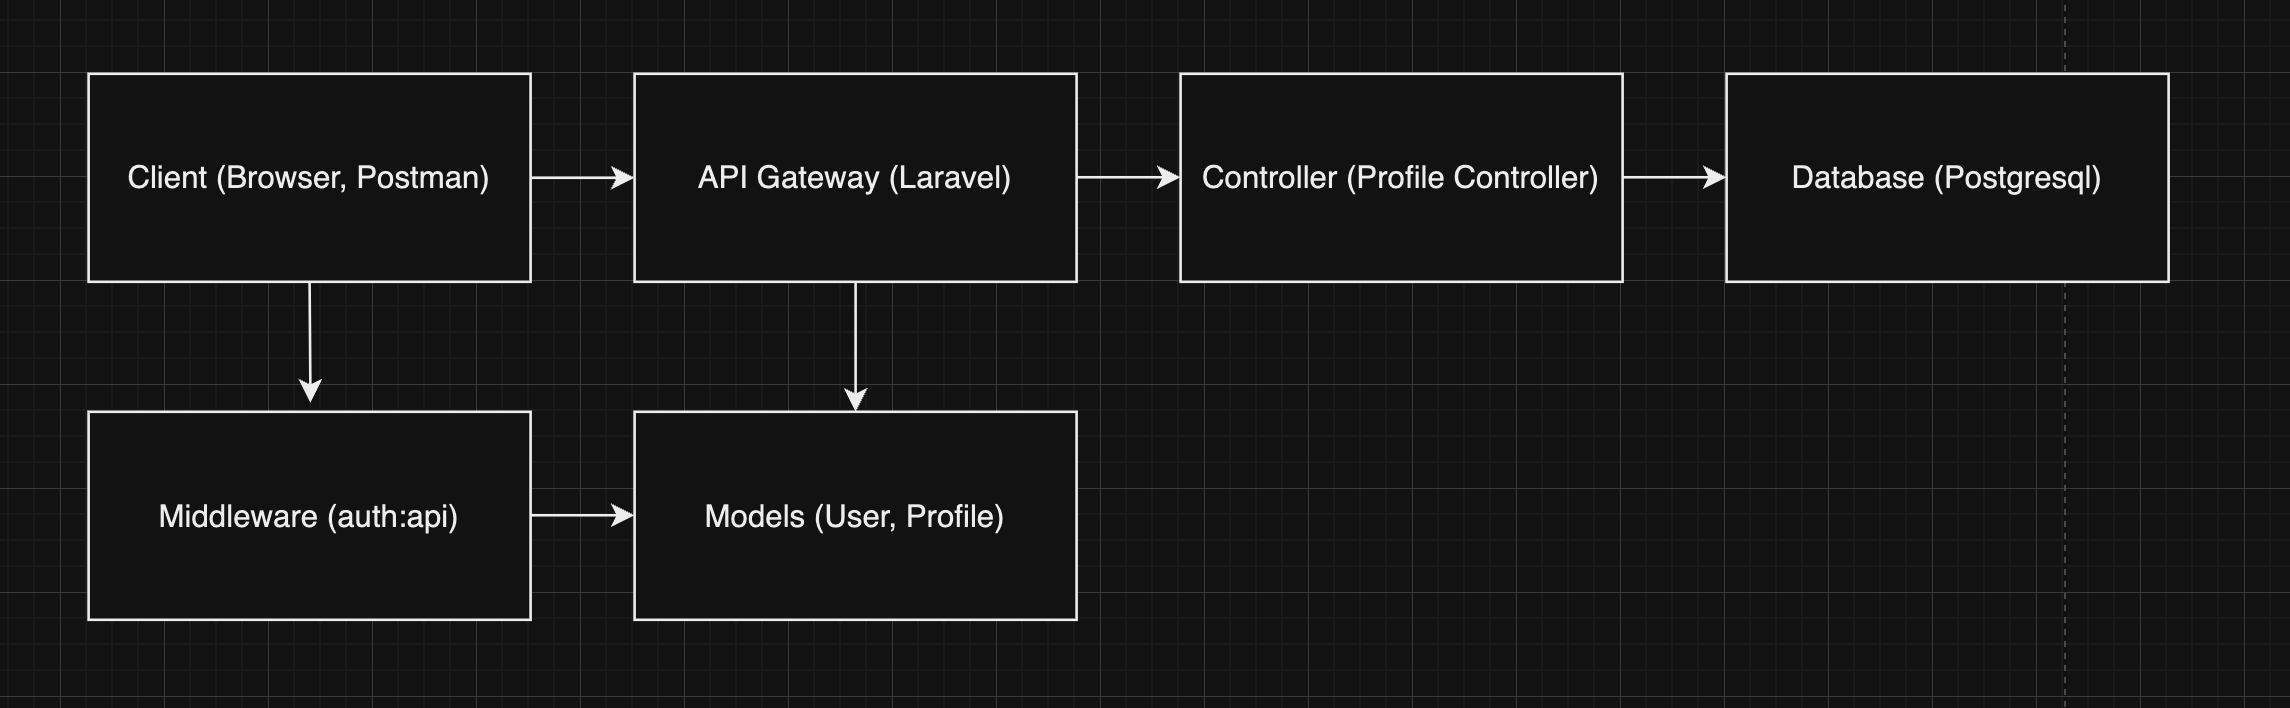 Client (Browser, Postman)
API Gateway (Laravel)
Controller (Profile Controller)
Database (Postgresql)
Middleware (auth:api)
Models (User, Profile)